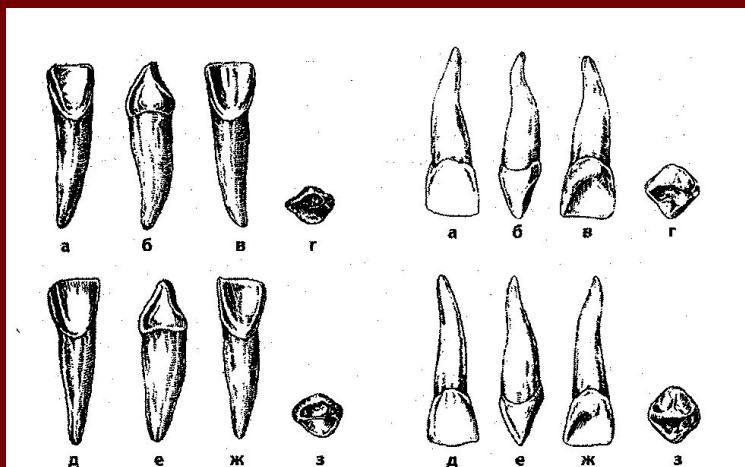 а б в г а б в г
д е ж з д е ж з